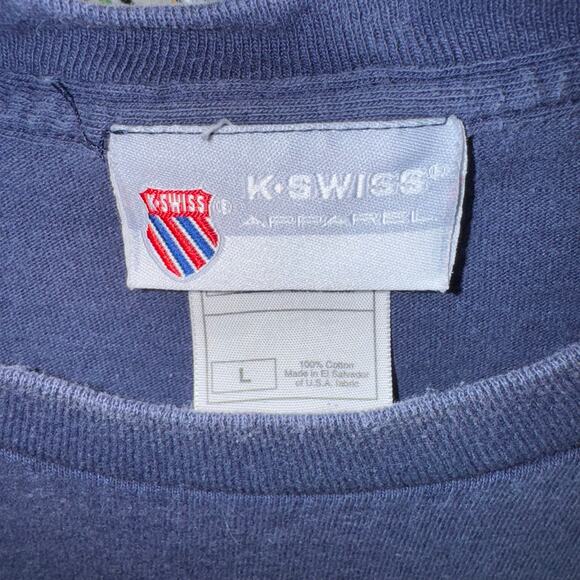 K·SWISS®
APPAREL
K·SWISS ®
L
100% Cotton
Made in El Salvador
of U.S.A. fabric